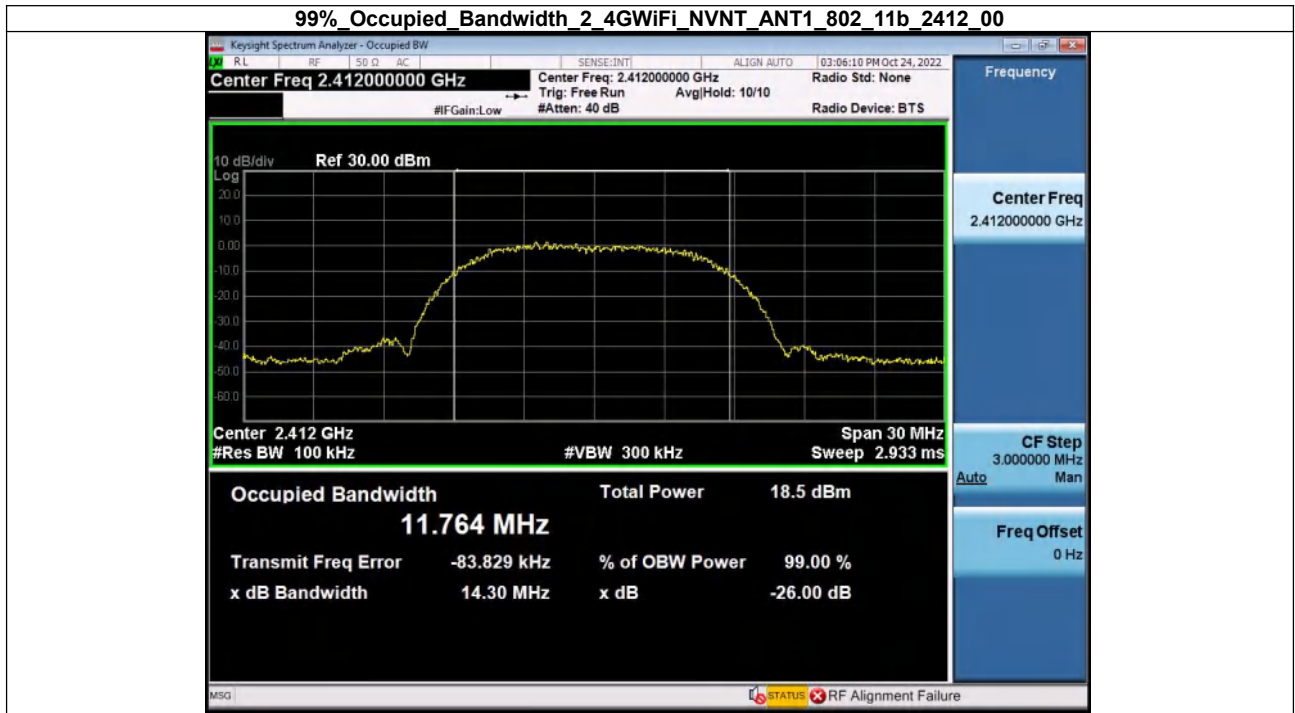 99%_Occupied_Bandwidth_2_4GWiFi_NVNT_ANT1_802_11b_2412_00
Keysight Spectrum Analyzer - Occupied BW
RL RF 50 Ω AC SENSE:INT ALIGN AUTO 03:06:10 PM Oct 24, 2022
Center Freq 2.412000000 GHz
Center Freq: 2.412000000 GHz
Radio Std: None
Trig: Free Run Avg|Hold: 10/10
#IFGain:Low
#Atten: 40 dB
Radio Device: BTS
10 dB/div Ref 30.00 dBm
Log
20.0
10.0
0.00
-10.0
-20.0
-30.0
-40.0
-50.0
-60.0
Center 2.412 GHz
Span 30 MHz
#Res BW 100 kHz
#VBW 300 kHz
Sweep 2.933 ms
Occupied Bandwidth
11.764 MHz
Total Power 18.5 dBm
Transmit Freq Error -83.829 kHz
% of OBW Power 99.00 %
x dB Bandwidth 14.30 MHz
x dB -26.00 dB
Frequency
Center Freq
2.412000000 GHz
CF Step
3.000000 MHz
Auto Man
Freq Offset
0 Hz
MSG
STATUS RF Alignment Failure